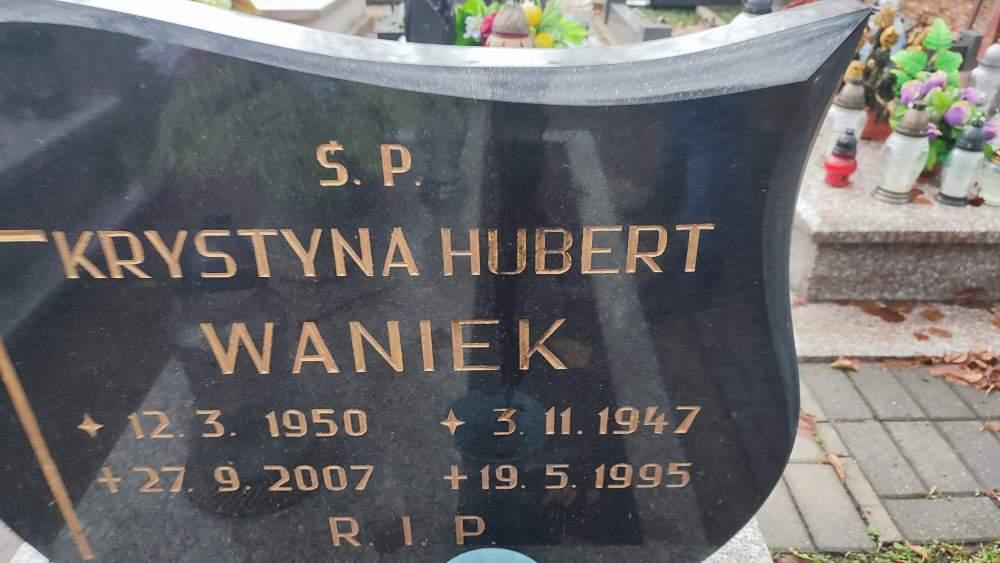 Ś. P.
KRYSTYNA HUBERT
WANIEK
✦ 12. 3. 1950 ✦ 3. 11. 1947
+ 27. 9. 2007 + 19. 5. 1995
R. I P.